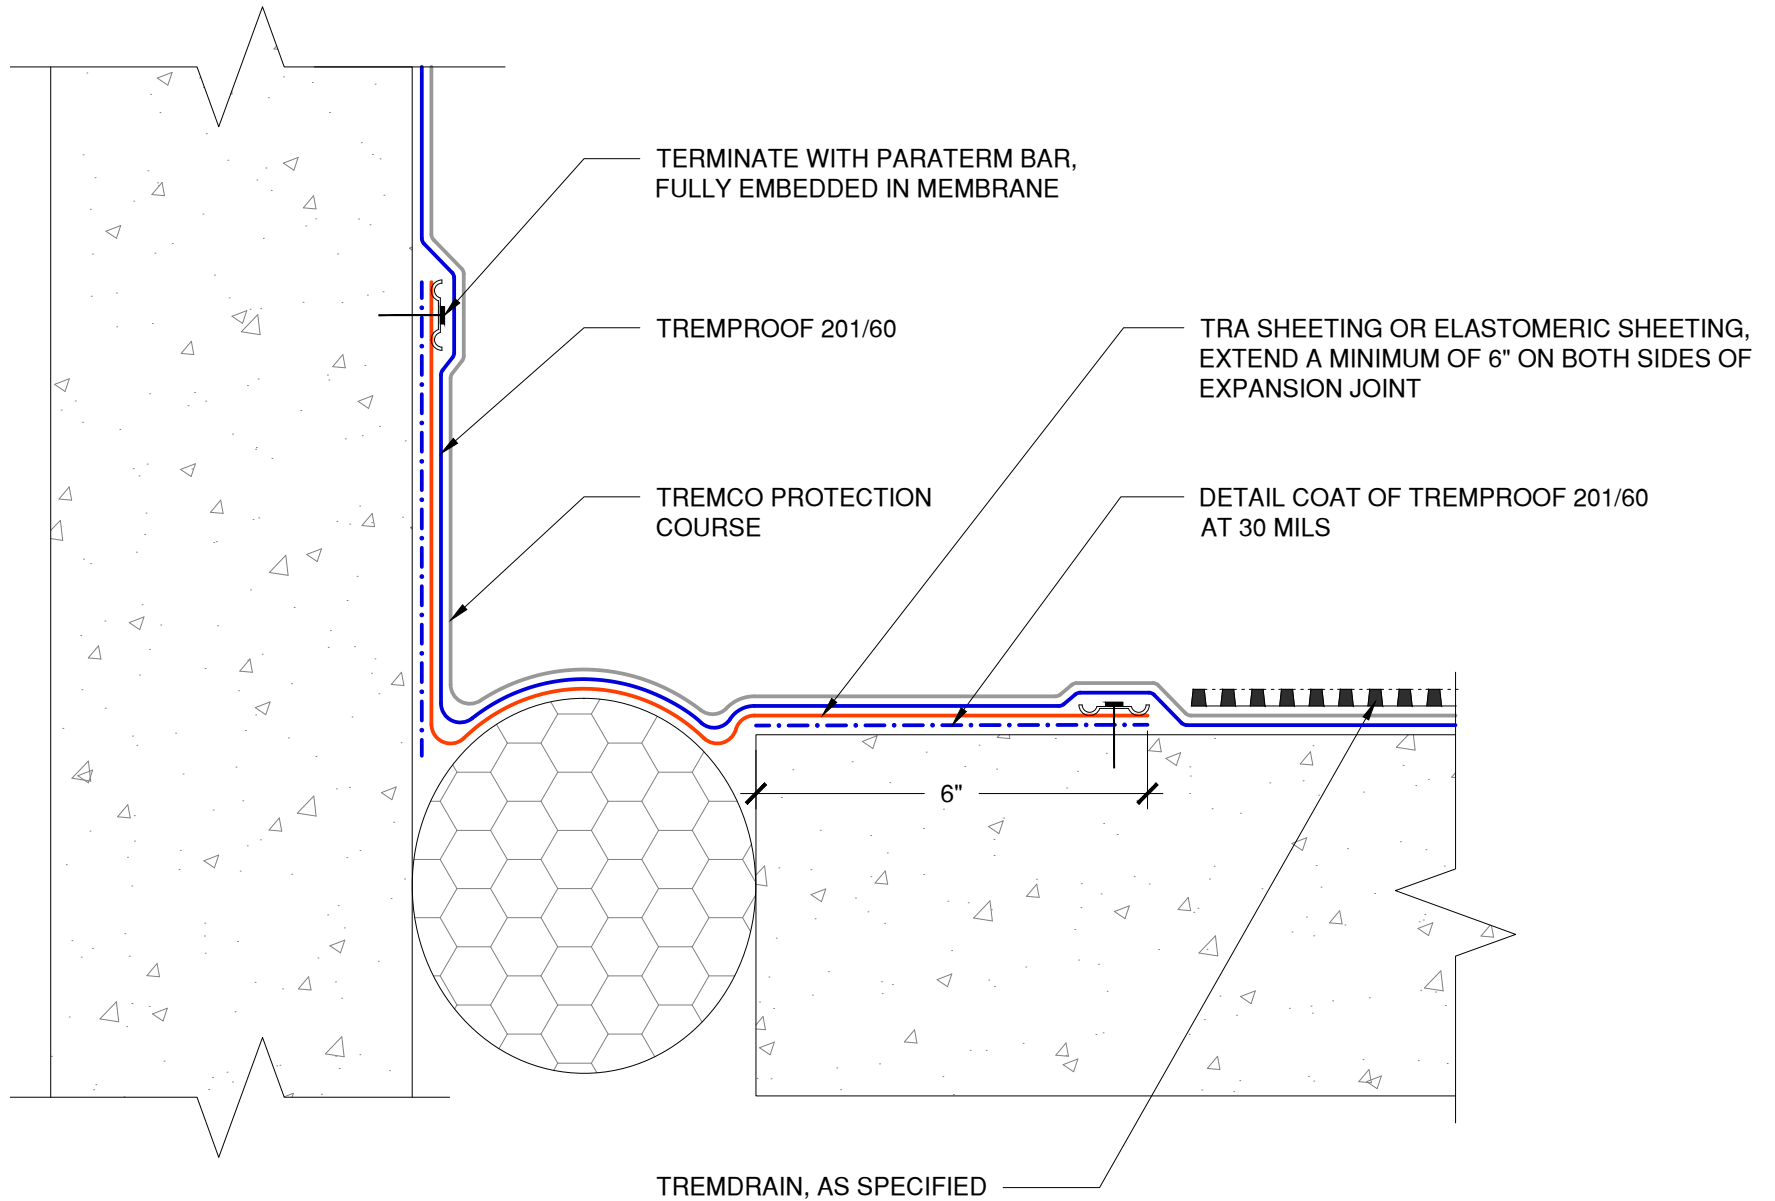 TERMINATE WITH PARATERM BAR,
FULLY EMBEDDED IN MEMBRANE
TREMPROOF 201/60
TRA SHEETING OR ELASTOMERIC SHEETING,
EXTEND A MINIMUM OF 6" ON BOTH SIDES OF
EXPANSION JOINT
TREMCO PROTECTION
COURSE
DETAIL COAT OF TREMPROOF 201/60
AT 30 MILS
6"
TREMDRAIN, AS SPECIFIED